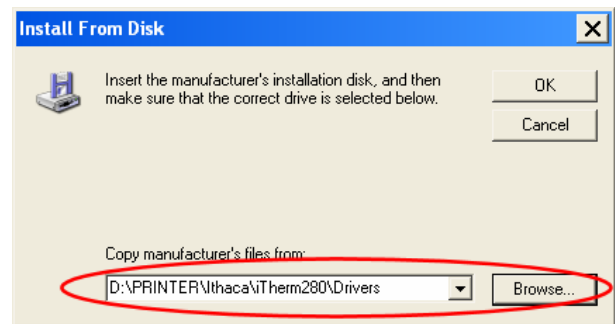 Install From Disk
Insert the manufacturer's installation disk, and then
make sure that the correct drive is selected below.
OK
Cancel
Copy manufacturer's files from:
D:\PRINTER\Ithaca\iTherm280\Drivers
Browse...